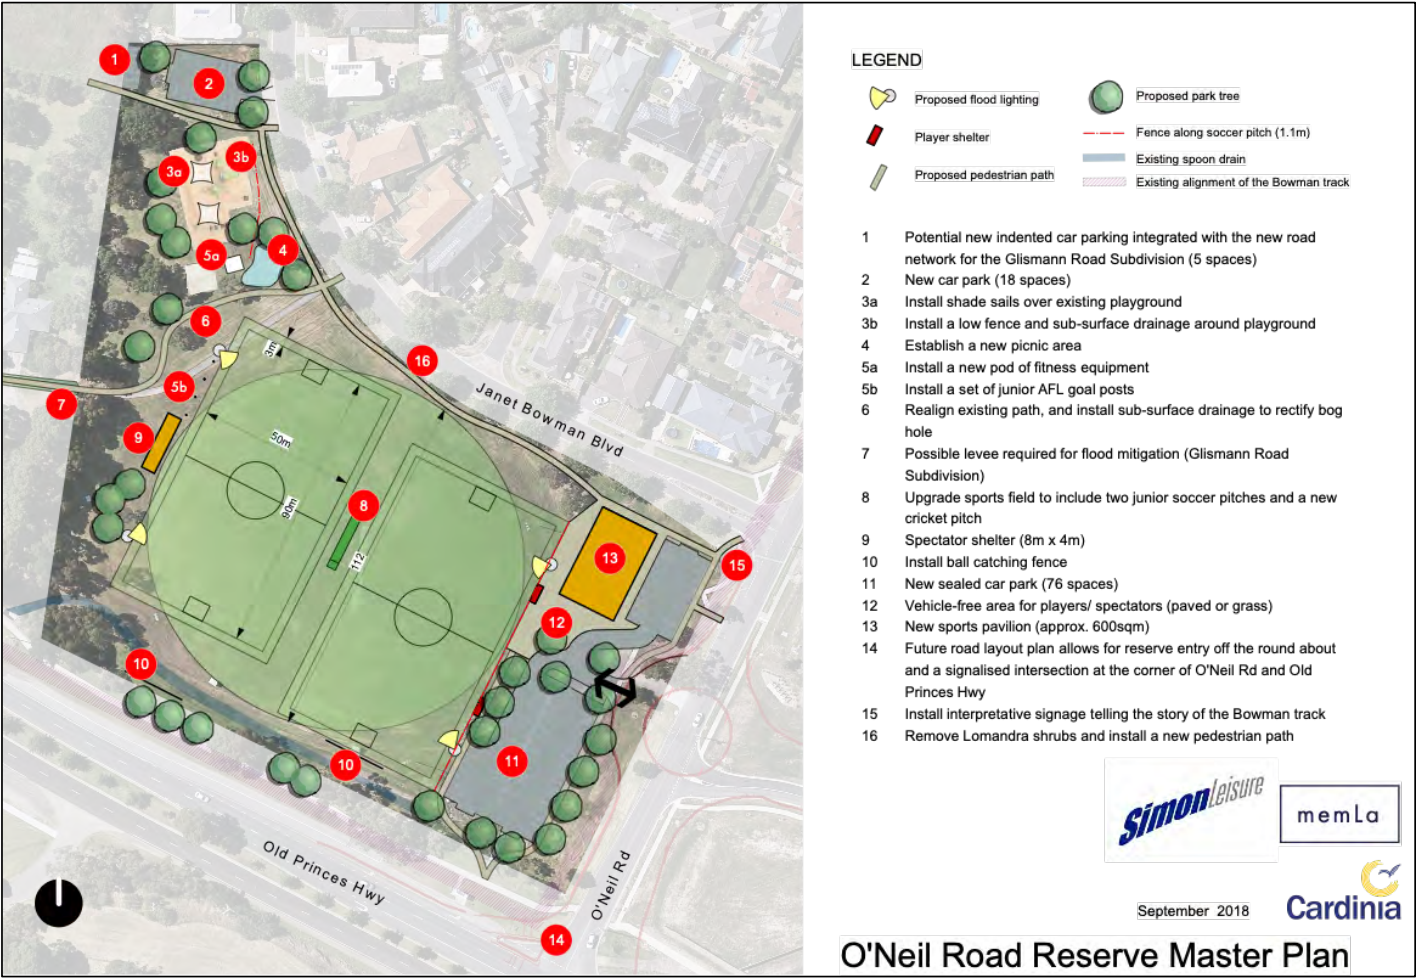 LEGEND
Proposed flood lighting
Player shelter
Proposed pedestrian path
Proposed park tree
Fence along soccer pitch (1.1m)
Existing spoon drain
Existing alignment of the Bowman track
1 Potential new indented car parking integrated with the new road
network for the Glismann Road Subdivision (5 spaces)
2 New car park (18 spaces)
3a Install shade sails over existing playground
3b Install a low fence and sub-surface drainage around playground
4 Establish a new picnic area
5a Install a new pod of fitness equipment
5b Install a set of junior AFL goal posts
6 Realign existing path, and install sub-surface drainage to rectify bog
hole
7 Possible levee required for flood mitigation (Glismann Road
Subdivision)
8 Upgrade sports field to include two junior soccer pitches and a new
cricket pitch
9 Spectator shelter (8m x 4m)
10 Install ball catching fence
11 New sealed car park (76 spaces)
12 Vehicle-free area for players/ spectators (paved or grass)
13 New sports pavilion (approx. 600sqm)
14 Future road layout plan allows for reserve entry off the round about
and a signalised intersection at the corner of O'Neil Rd and Old
Princes Hwy
15 Install interpretative signage telling the story of the Bowman track
16 Remove Lomandra shrubs and install a new pedestrian path
1
2
3b
3a
4
5a
6
3m
16
5b
7
Janet Bowman Blvd
9
50m
90m
8
112
13
15
12
10
11
10
Old Princes Hwy
O'Neil Rd
14
SimonLeisure
memLa
Cardinia
September 2018
O'Neil Road Reserve Master Plan